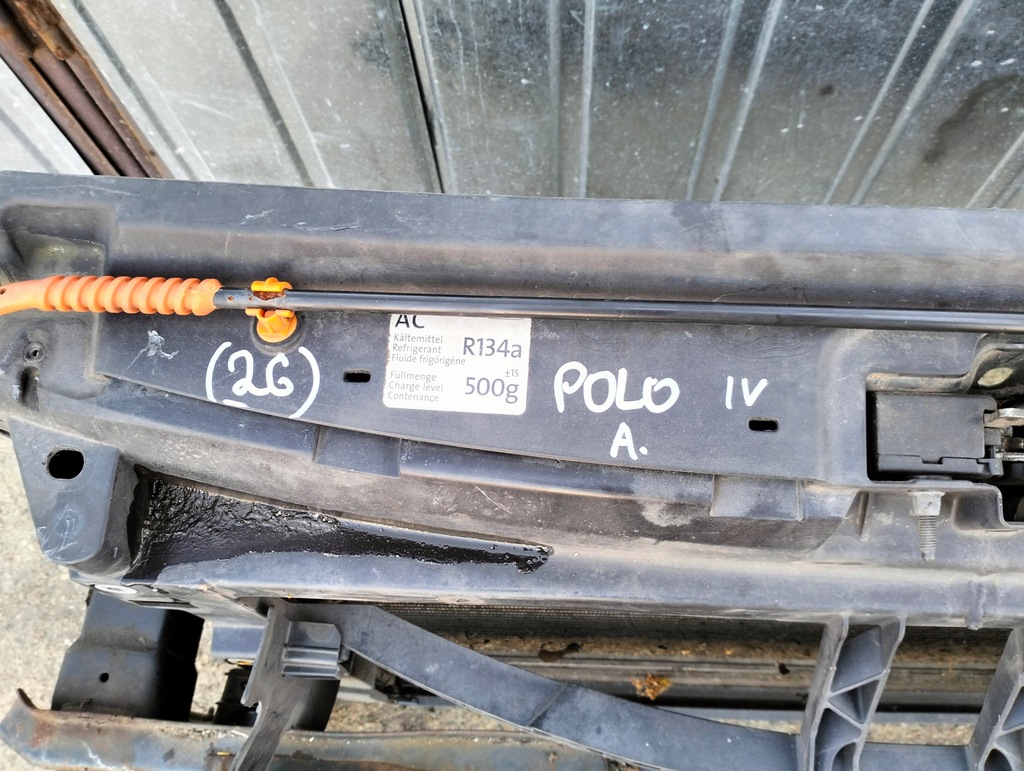 AC
Kältemittel
Refrigerant
Fluide frigorigène
R134a
Füllmenge
Charge level
Contenance
±15
500g
(26)
POLO IV
A.